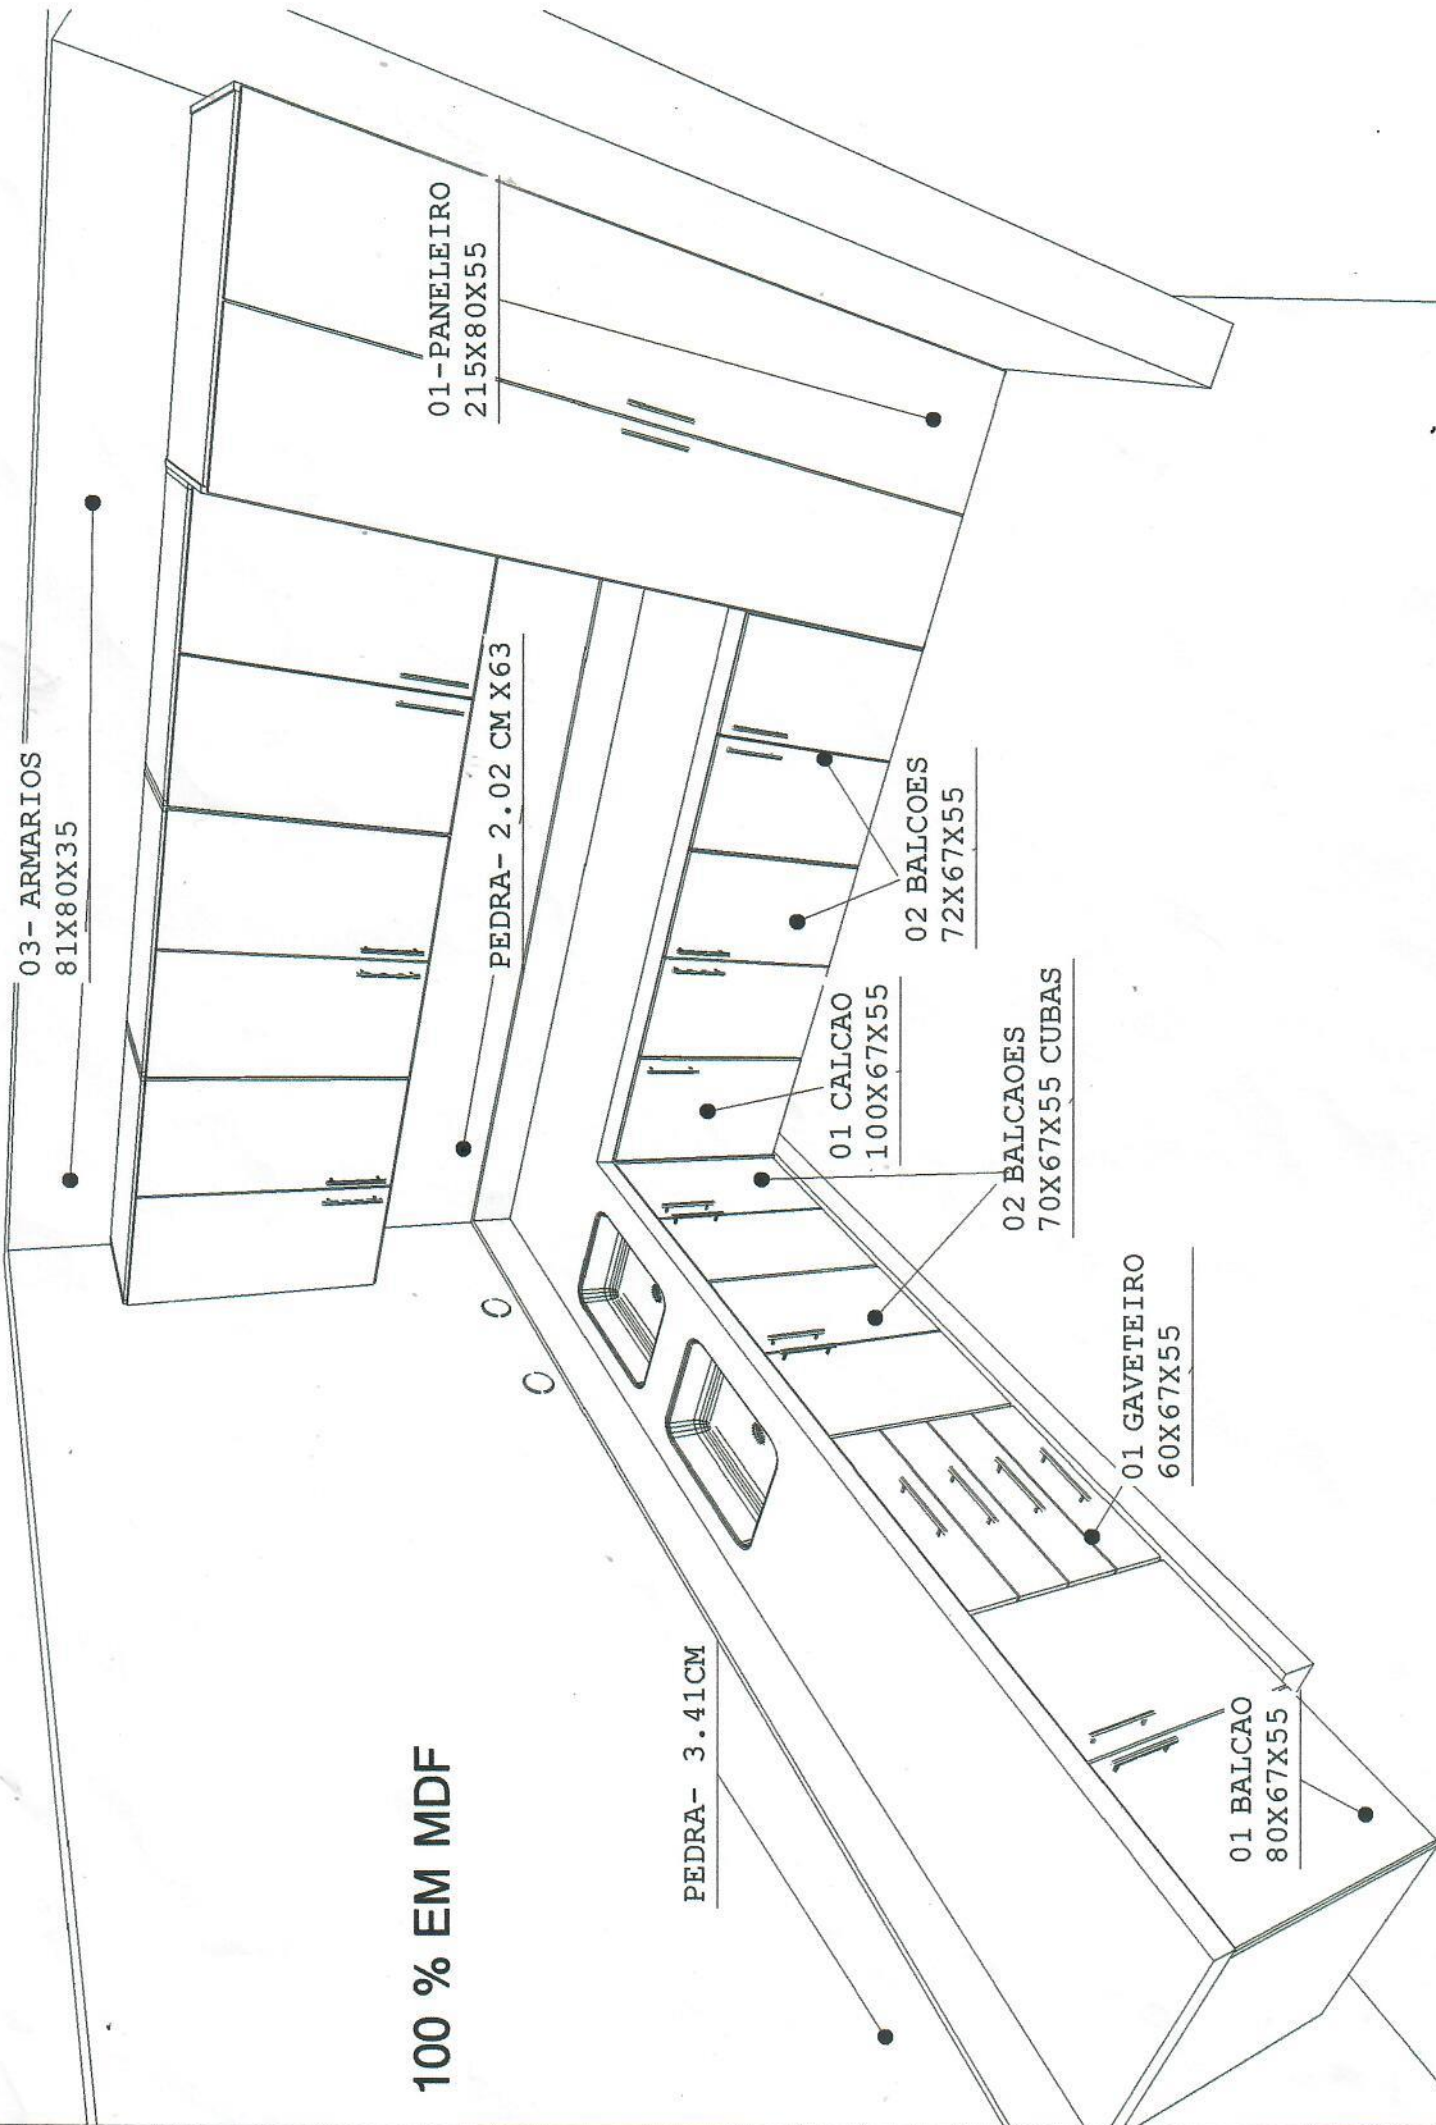 03- ARMARIOS
81X80X35
01-PANELEIRO
215X80X55
PEDRA- 2.02 CM X63
100 % EM MDF
PEDRA- 3.41CM
01 CALCAO
100X67X55
02 BALCOES
72X67X55
02 BALCAOES
70X67X55 CUBAS
01 GAVETEIRO
60X67X55
01 BALCAO
80X67X55